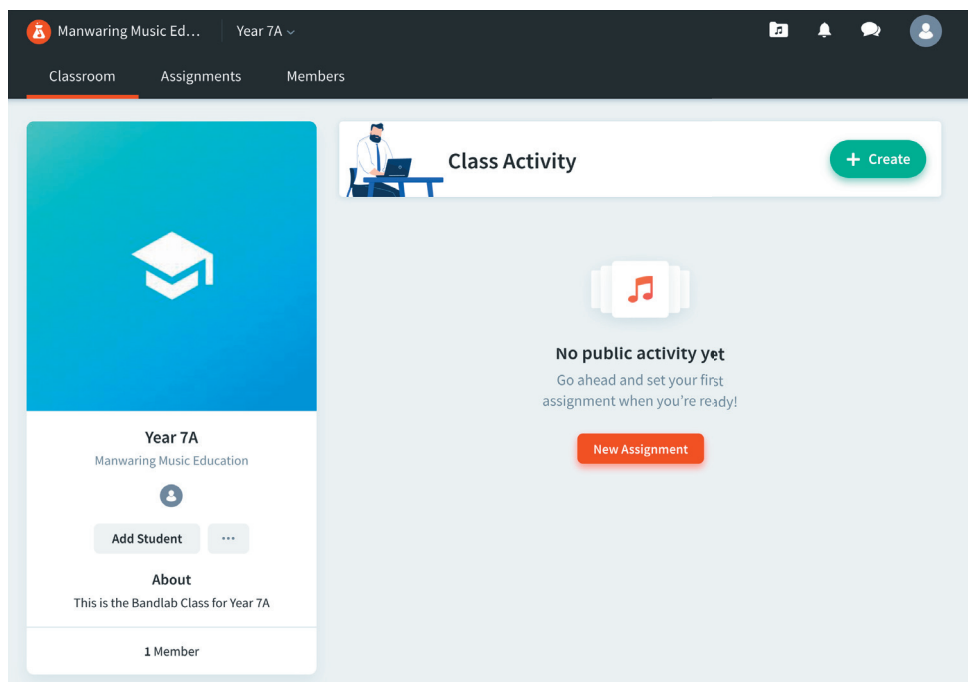 Manwaring Music Ed... Year 7A
Classroom Assignments Members
Class Activity
+ Create
No public activity yet
Go ahead and set your first
assignment when you're ready!
New Assignment
Year 7A
Manwaring Music Education
Add Student ...
About
This is the Bandlab Class for Year 7A
1 Member